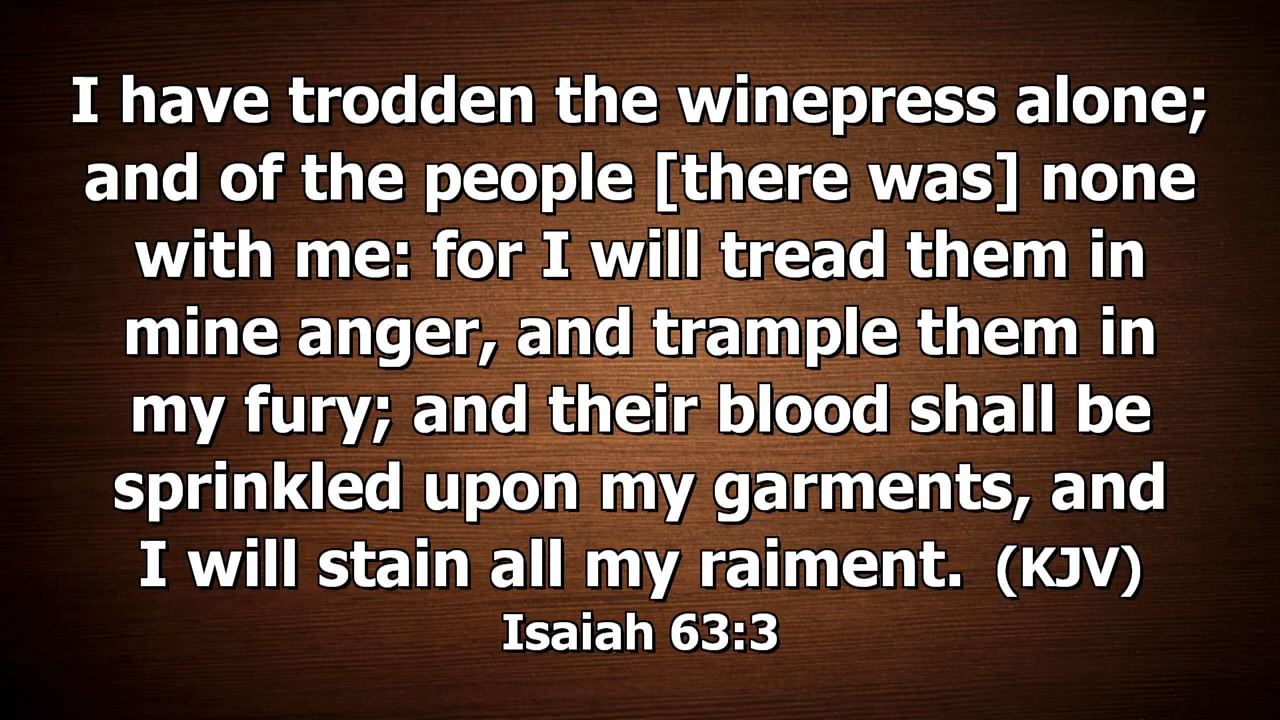 I have trodden the winepress alone;
and of the people [there was] none
with me: for I will tread them in
mine anger, and trample them in
my fury; and their blood shall be
sprinkled upon my garments, and
I will stain all my raiment. (KJV)
Isaiah 63:3